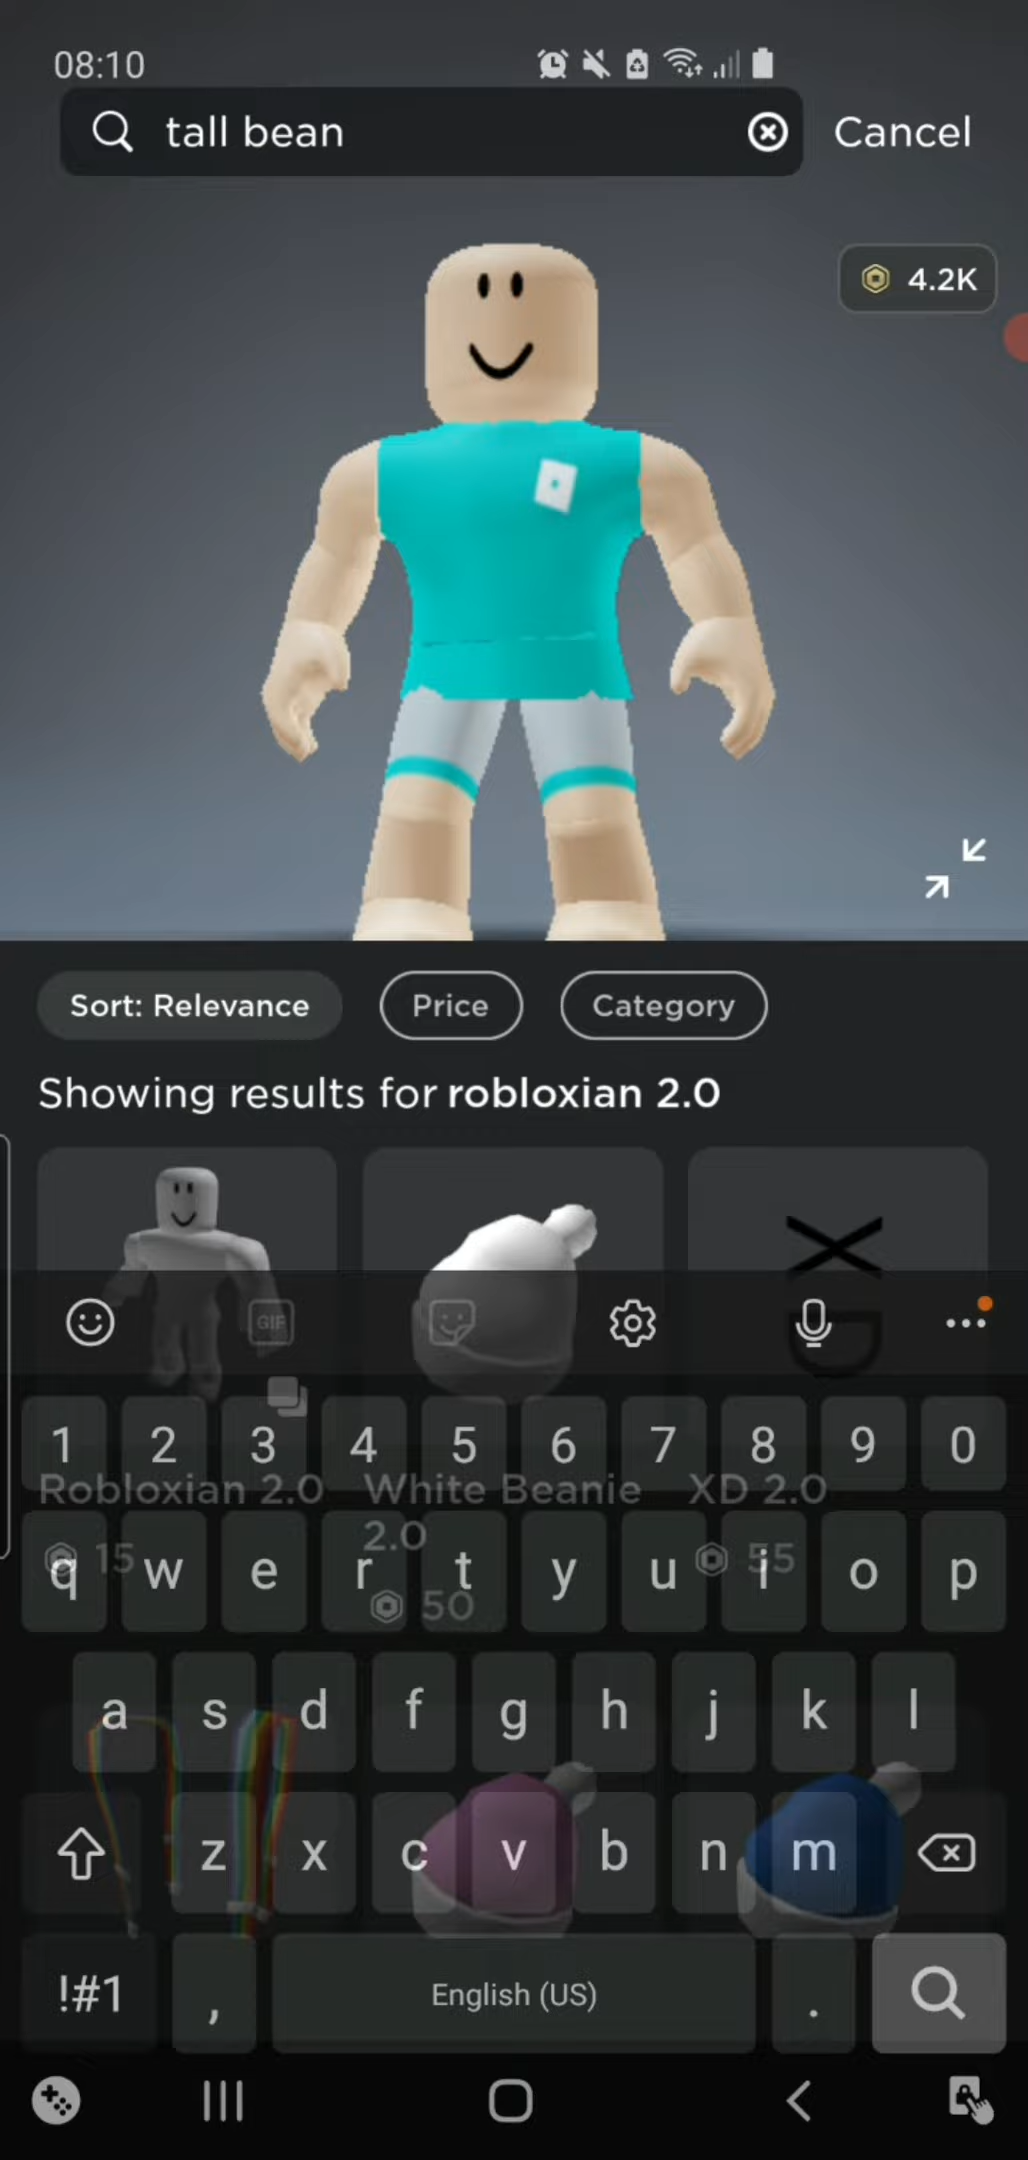 08:10
tall bean
Cancel
4.2K
Sort: Relevance
Price
Category
Showing results for robloxian 2.0
GIF
1 2 3 4 5 6 7 8 9 0
Robloxian 2.0
White Beanie
2.0
XD 2.0
15
50
55
q w e r t y u i o p
a s d f g h j k l
z x c v b n m
!#1 , English (US) .